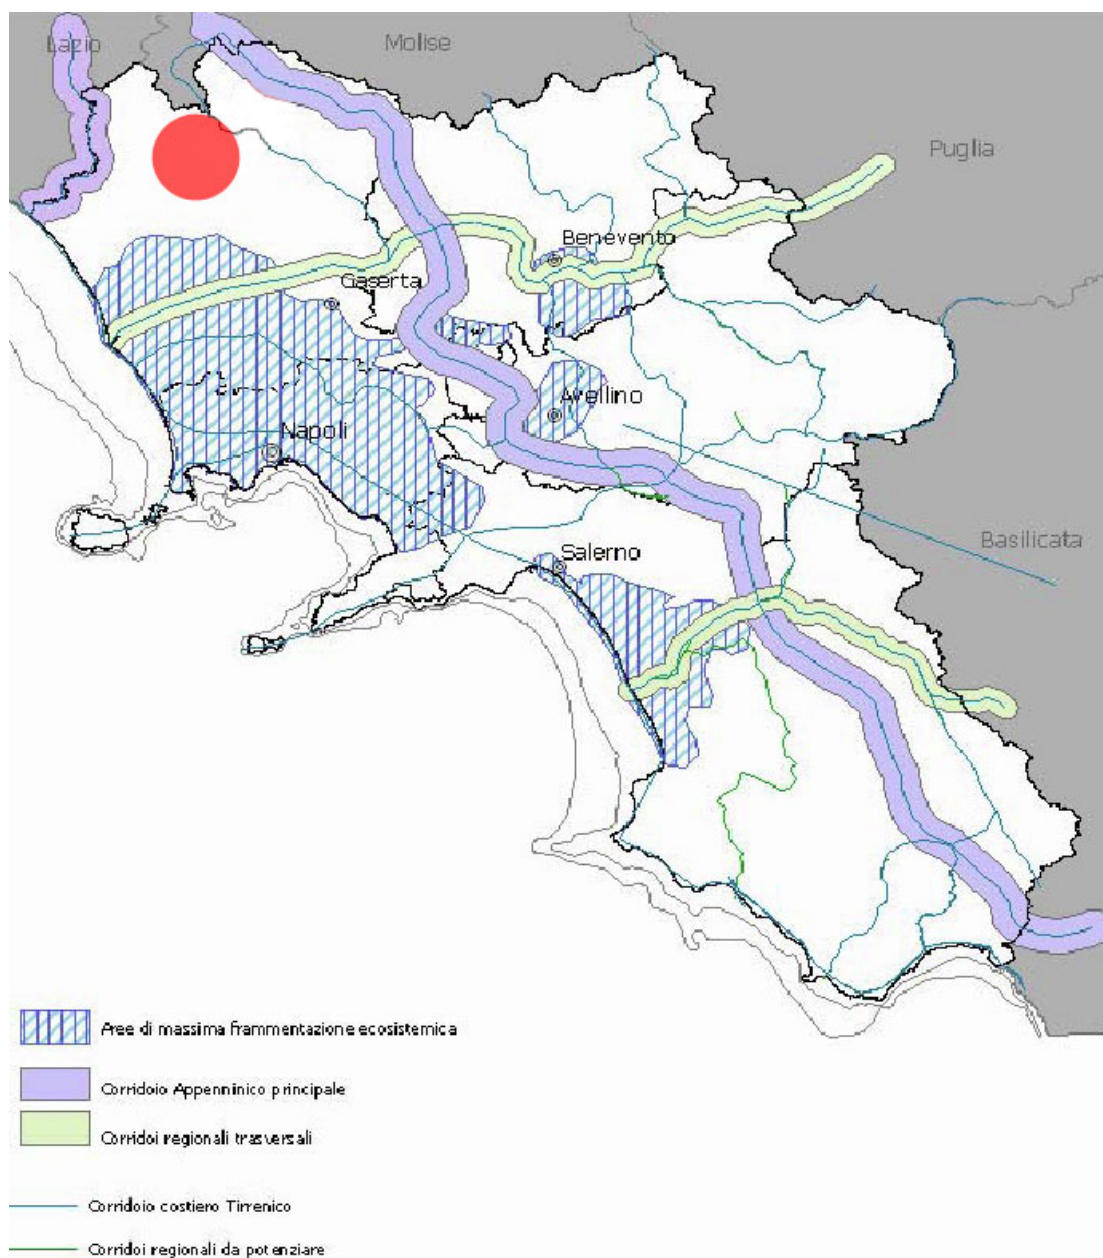 Lazio
Molise
Puglia
Benevento
Caserta
Avellino
Napoli
Basilicata
Salerno
Aree di massima frammentazione ecosistemica
Corridoio Appenninico principale
Corridoi regionali trasversali
Corridoio costiero Tirrenico
Corridoi regionali da potenziare